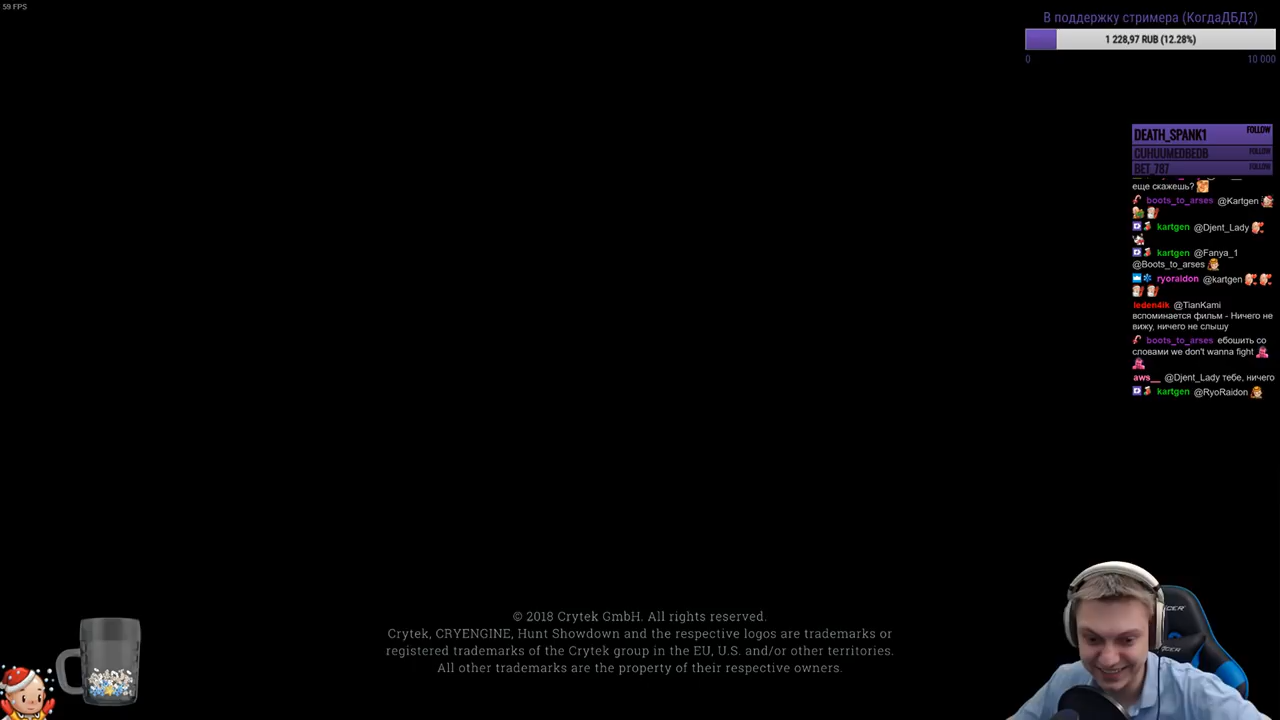 59 FPS
В поддержку стримера (КогдаДБД?)
1 228,97 RUB (12.28%)
0
10 000
DEATH_SPANK1 FOLLOW
CUHUUMEDBEDB FOLLOW
BET_787 FOLLOW
еще скажешь?
boots_to_arses @Kartgen
kartgen @Djent_Lady
kartgen @Fanya_1
@Boots_to_arses
ryoraidon @kartgen
leden4ik @TianKami
вспоминается фильм - Ничего не
вижу, ничего не слышу
boots_to_arses ебошить со
словами we don't wanna fight
aws__ @Djent_Lady тебе, ничего
kartgen @RyoRaidon
© 2018 Crytek GmbH. All rights reserved.
Crytek, CRYENGINE, Hunt Showdown and the respective logos are trademarks or
registered trademarks of the Crytek group in the EU, U.S. and/or other territories.
All other trademarks are the property of their respective owners.